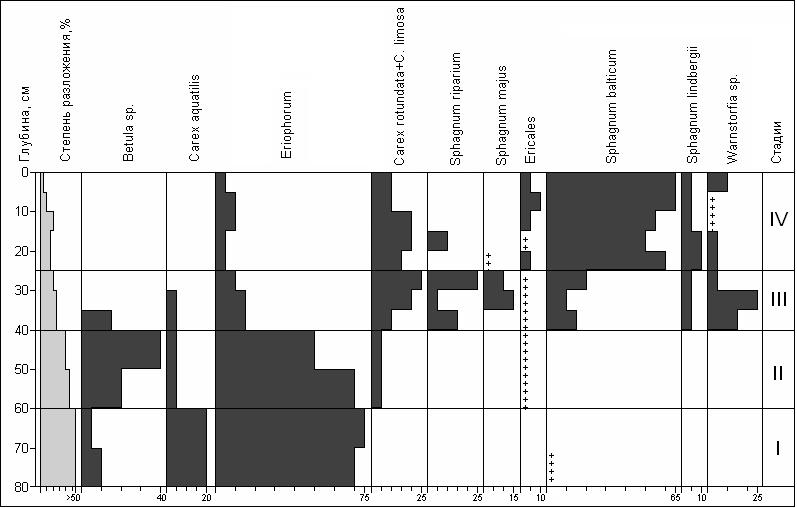 Глубина, см
Степень разложения,%
Betula sp.
Carex aquatilis
Eriophorum
Carex rotundata+C. limosa
Sphagnum riparium
Sphagnum majus
Ericales
Sphagnum balticum
Sphagnum lindbergii
Warnstorfia sp.
Стадии
0
10
20
30
40
50
60
70
80
IV
III
II
I
>50
40
20
75
25
25
15
10
65
10
25